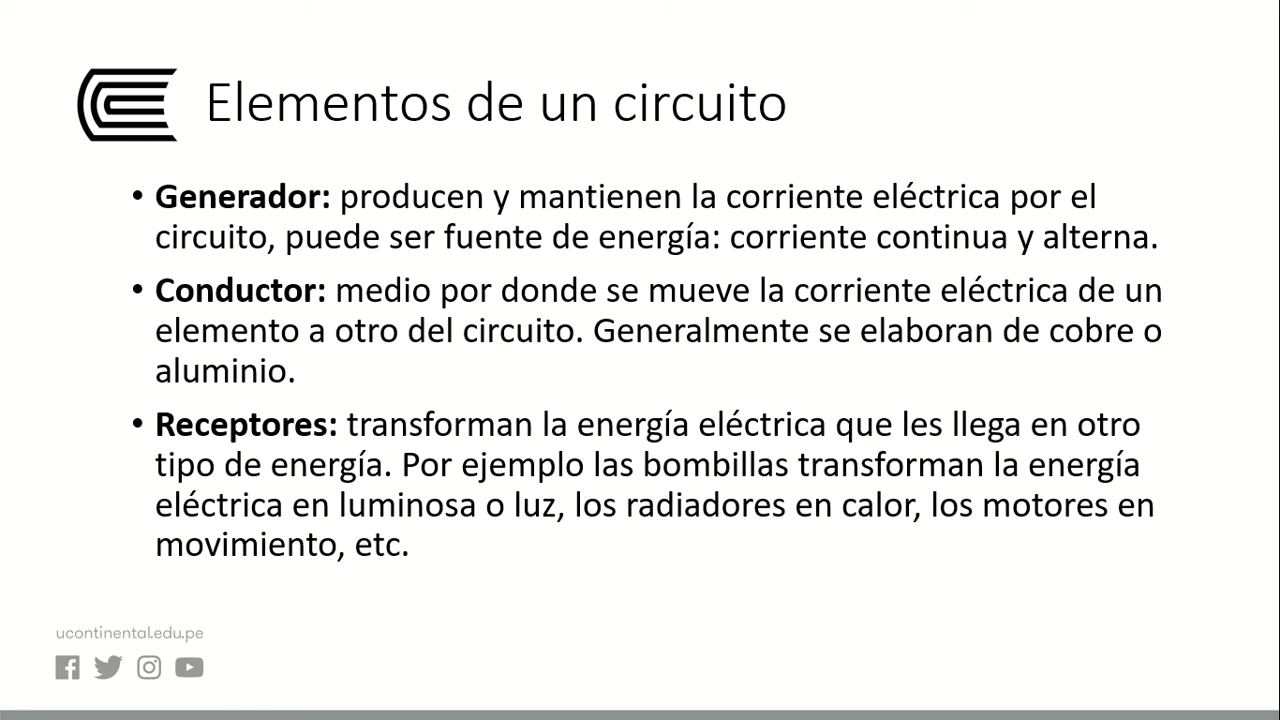 Elementos de un circuito
• Generador: producen y mantienen la corriente eléctrica por el
circuito, puede ser fuente de energía: corriente continua y alterna.
• Conductor: medio por donde se mueve la corriente eléctrica de un
elemento a otro del circuito. Generalmente se elaboran de cobre o
aluminio.
• Receptores: transforman la energía eléctrica que les llega en otro
tipo de energía. Por ejemplo las bombillas transforman la energía
eléctrica en luminosa o luz, los radiadores en calor, los motores en
movimiento, etc.
ucontinental.edu.pe